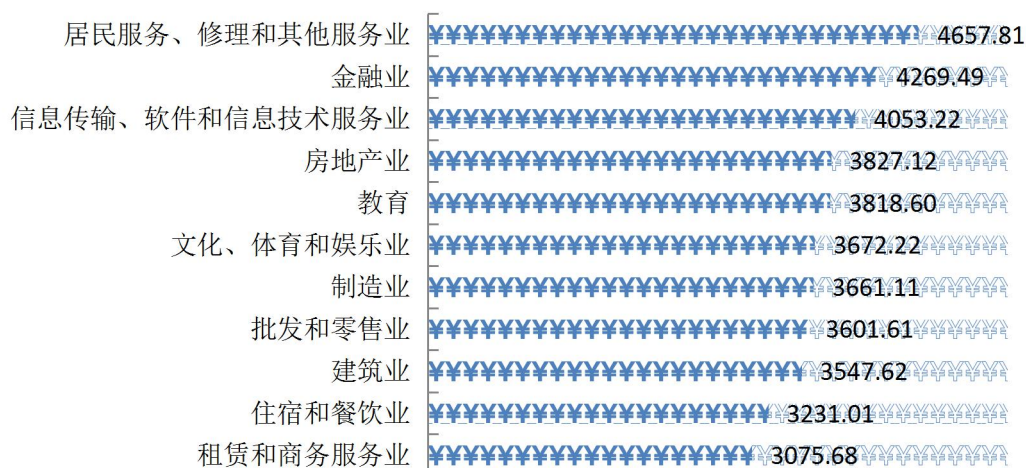 居民服务、修理和其他服务业 4657.81
金融业 4269.49
信息传输、软件和信息技术服务业 4053.22
房地产业 3827.12
教育 3818.60
文化、体育和娱乐业 3672.22
制造业 3661.11
批发和零售业 3601.61
建筑业 3547.62
住宿和餐饮业 3231.01
租赁和商务服务业 3075.68